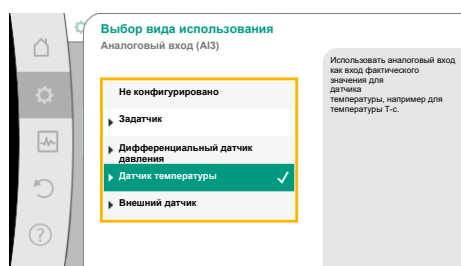 Выбор вида использования
Аналоговый вход (AI3)
Не конфигурировано
Задатчик
Дифференциальный датчик
давления
Датчик температуры
Внешний датчик
Использовать аналоговый вход
как вход фактического
значения для
датчика
температуры, например для
температуры T-c.
?